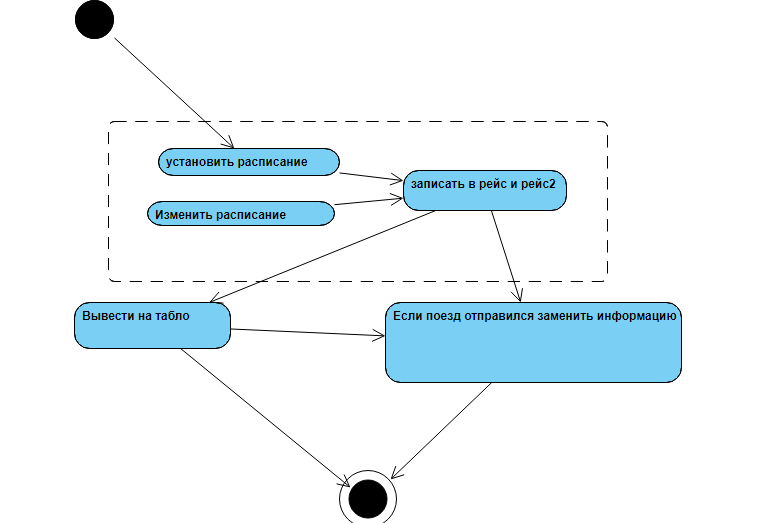 установить расписание
Изменить расписание
записать в рейс и рейс2
Вывести на табло
Если поезд отправился заменить информацию